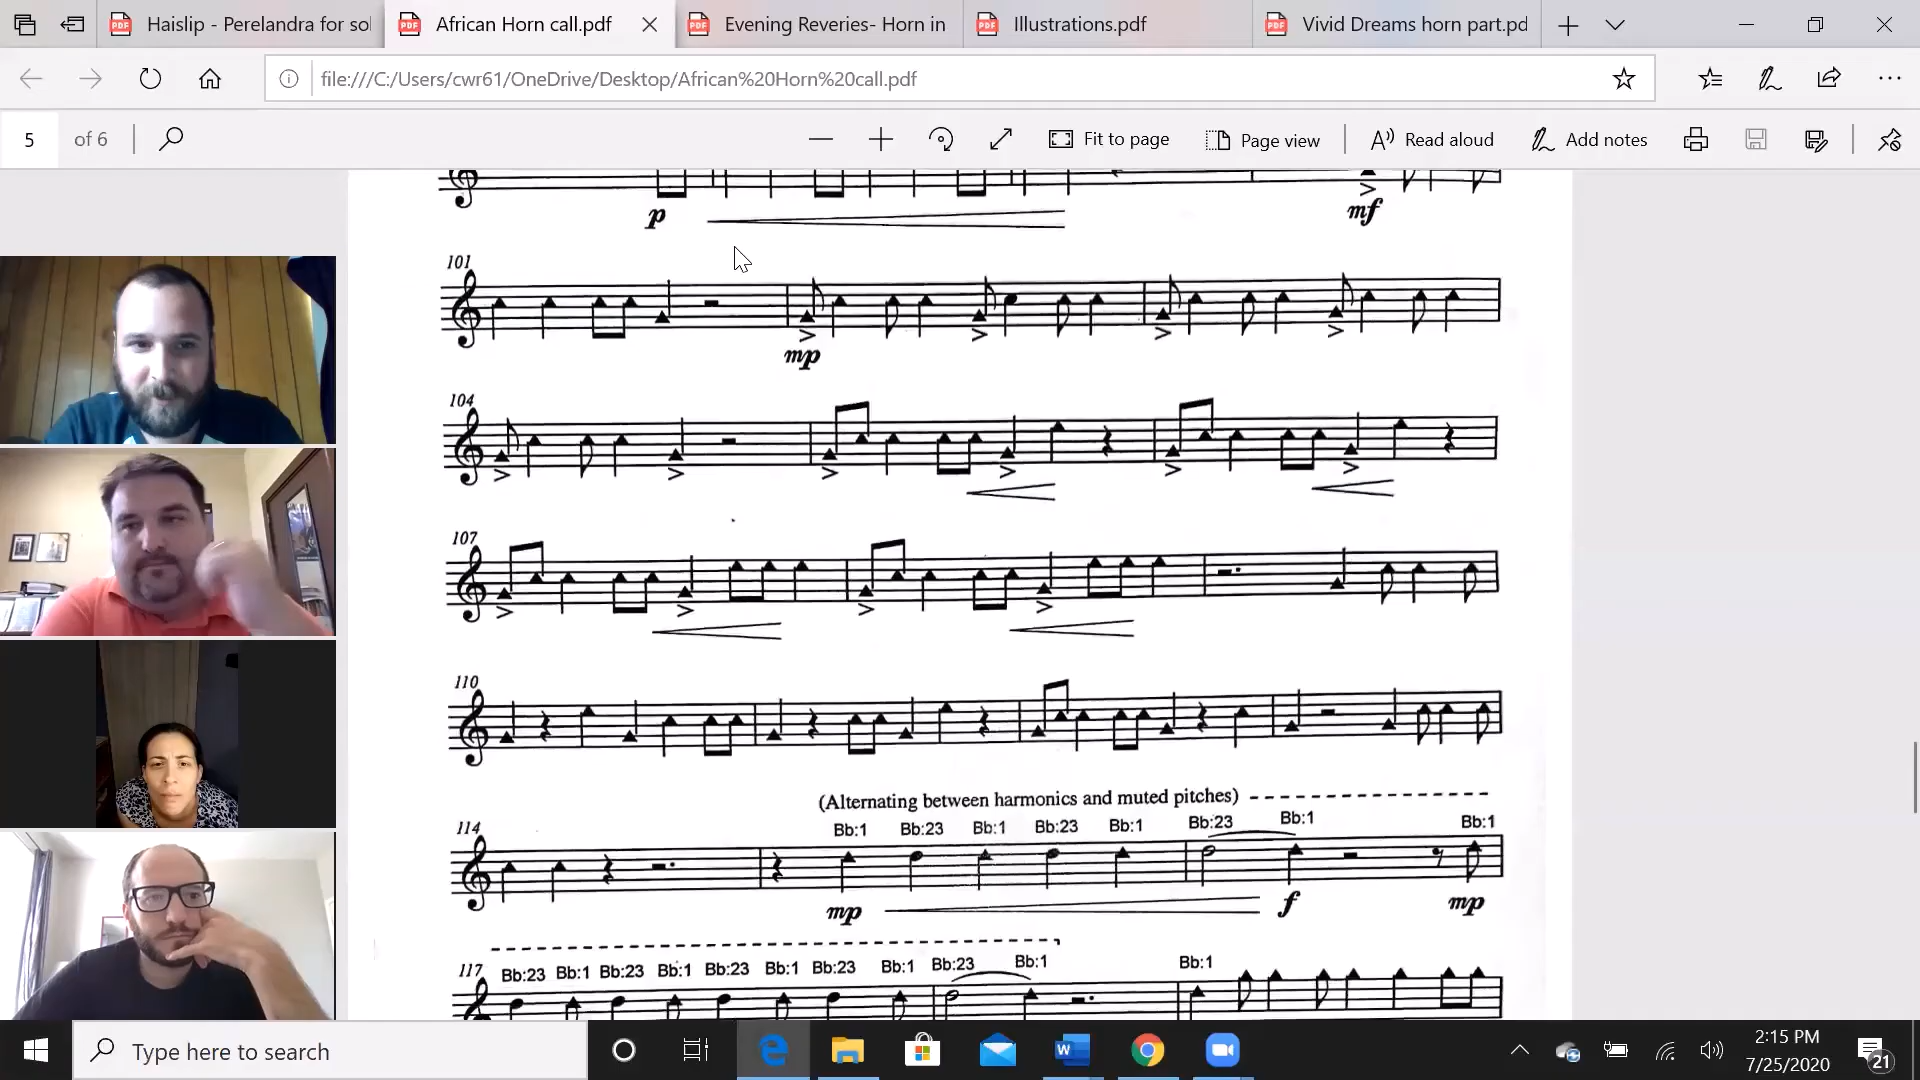 Haislip - Perelandra for sol
African Horn call.pdf
Evening Reveries- Horn in
Illustrations.pdf
Vivid Dreams horn part.pd
file:///C:/Users/cwr61/OneDrive/Desktop/African%20Horn%20call.pdf
5 of 6
Fit to page
Page view
Read aloud
Add notes
p
mf
101
mp
104
107
110
(Alternating between harmonics and muted pitches)
114
Bb:1 Bb:23 Bb:1 Bb:23 Bb:1 Bb:23 Bb:1 Bb:1
mp f mp
117
Bb:23 Bb:1 Bb:23 Bb:1 Bb:23 Bb:1 Bb:23 Bb:1 Bb:23 Bb:1 Bb:1
Type here to search
2:15 PM
7/25/2020
21